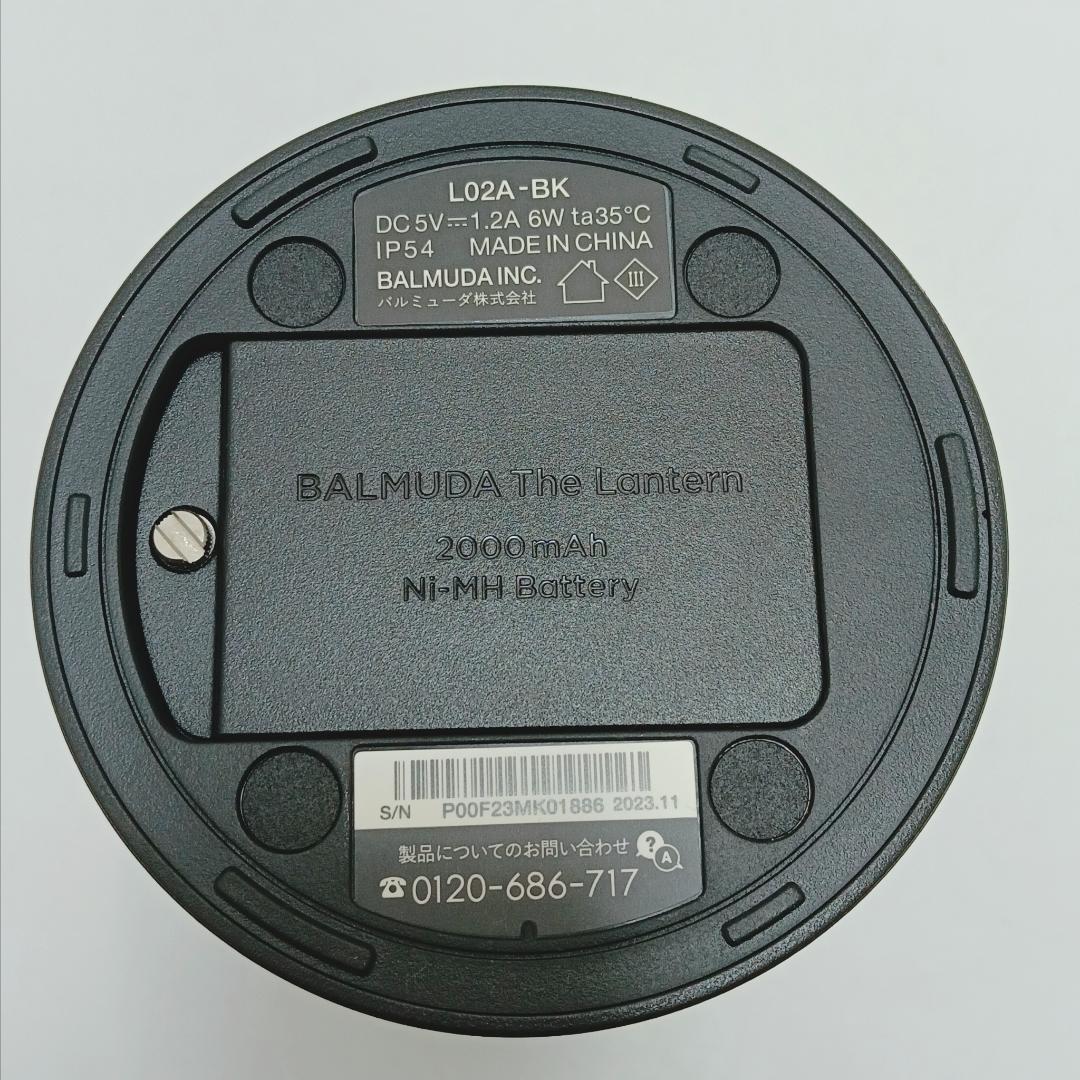 L02A-BK
DC 5V⎓1.2A 6W ta35°C
IP54 MADE IN CHINA
BALMUDA INC.
バルミューダ株式会社
III
BALMUDA The Lantern
2000mAh
Ni-MH Battery
S/N P00F23MK01886 2023.11
製品についてのお問い合わせ ? A
☎0120-686-717